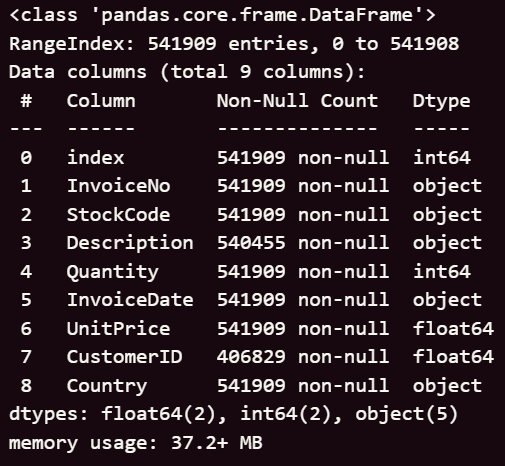 <class 'pandas.core.frame.DataFrame'>
RangeIndex: 541909 entries, 0 to 541908
Data columns (total 9 columns):
 #   Column       Non-Null Count   Dtype
---  ------       --------------   -----
 0   index        541909 non-null  int64
 1   InvoiceNo    541909 non-null  object
 2   StockCode    541909 non-null  object
 3   Description  540455 non-null  object
 4   Quantity     541909 non-null  int64
 5   InvoiceDate  541909 non-null  object
 6   UnitPrice    541909 non-null  float64
 7   CustomerID   406829 non-null  float64
 8   Country      541909 non-null  object
dtypes: float64(2), int64(2), object(5)
memory usage: 37.2+ MB